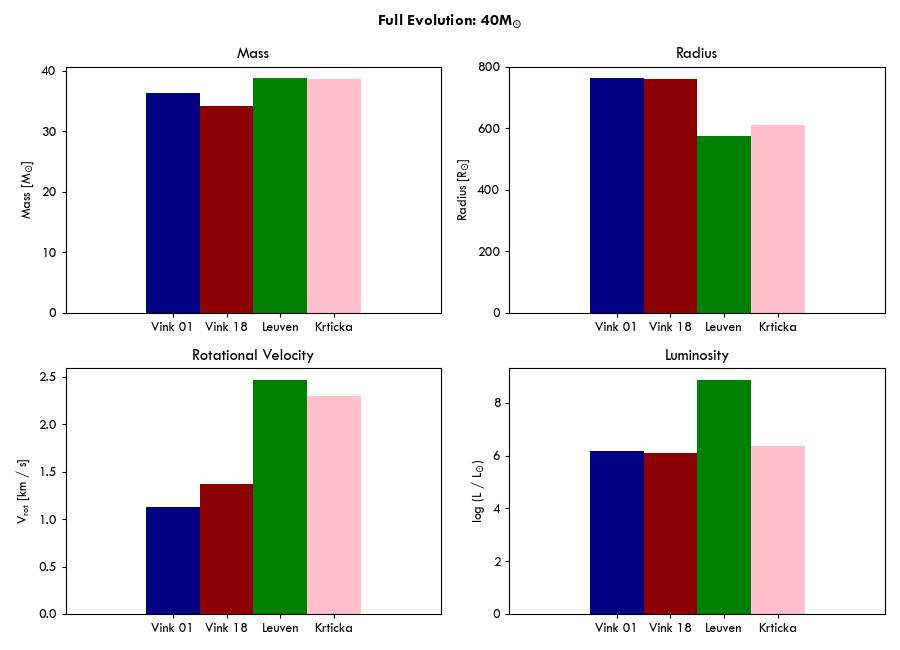 Full Evolution: 40M⊙
Mass
Mass [M⊙]
40
30
20
10
0
Vink 01 Vink 18 Leuven Krticka
Radius
Radius [R⊙]
800
600
400
200
0
Vink 01 Vink 18 Leuven Krticka
Rotational Velocity
Vrot [km / s]
2.5
2.0
1.5
1.0
0.5
0.0
Vink 01 Vink 18 Leuven Krticka
Luminosity
log (L / L⊙)
8
6
4
2
0
Vink 01 Vink 18 Leuven Krticka